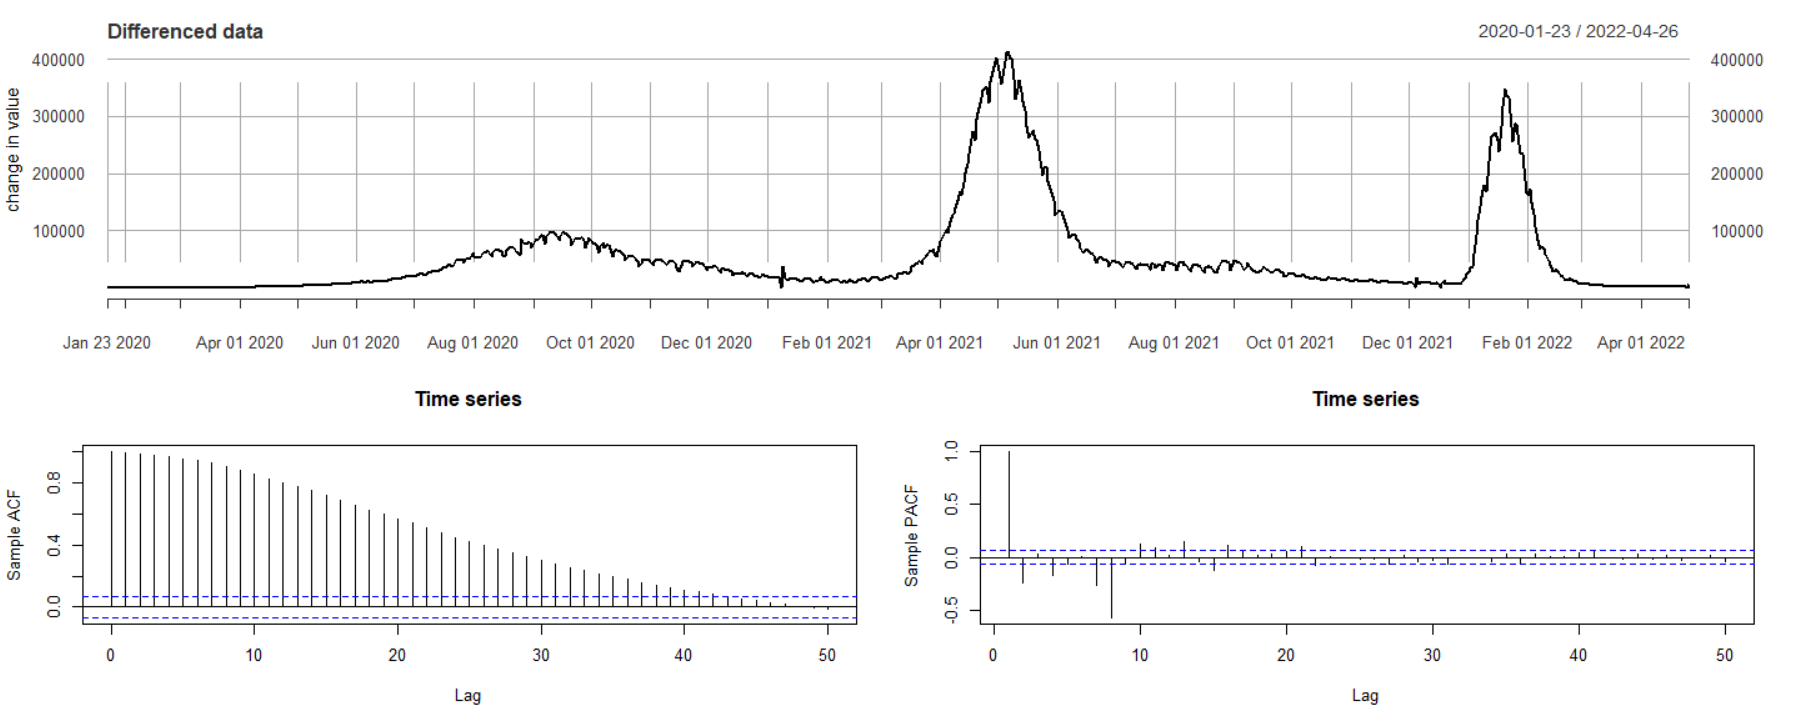 Differenced data 2020-01-23 / 2022-04-26
change in value
400000 400000
300000 300000
200000 200000
100000 100000
Jan 23 2020 Apr 01 2020 Jun 01 2020 Aug 01 2020 Oct 01 2020 Dec 01 2020 Feb 01 2021 Apr 01 2021 Jun 01 2021 Aug 01 2021 Oct 01 2021 Dec 01 2021 Feb 01 2022 Apr 01 2022
Time series
Sample ACF
0.8
0.4
0.0
0 10 20 30 40 50
Lag
Time series
Sample PACF
1.0
0.5
0.0
-0.5
0 10 20 30 40 50
Lag